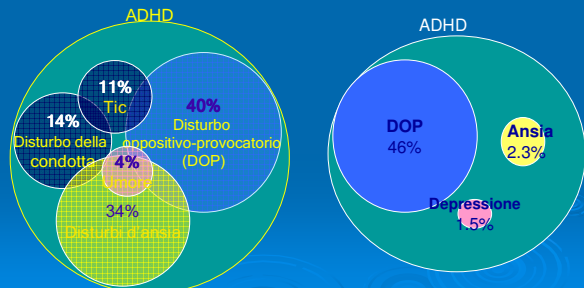 ADHD
11%
Tic
14%
Disturbo della
condotta
40%
Disturbo
oppositivo-provocatorio
(DOP)
4%
Umore
34%
Disturbi d'ansia
ADHD
DOP
46%
Ansia
2.3%
Depressione
1.5%